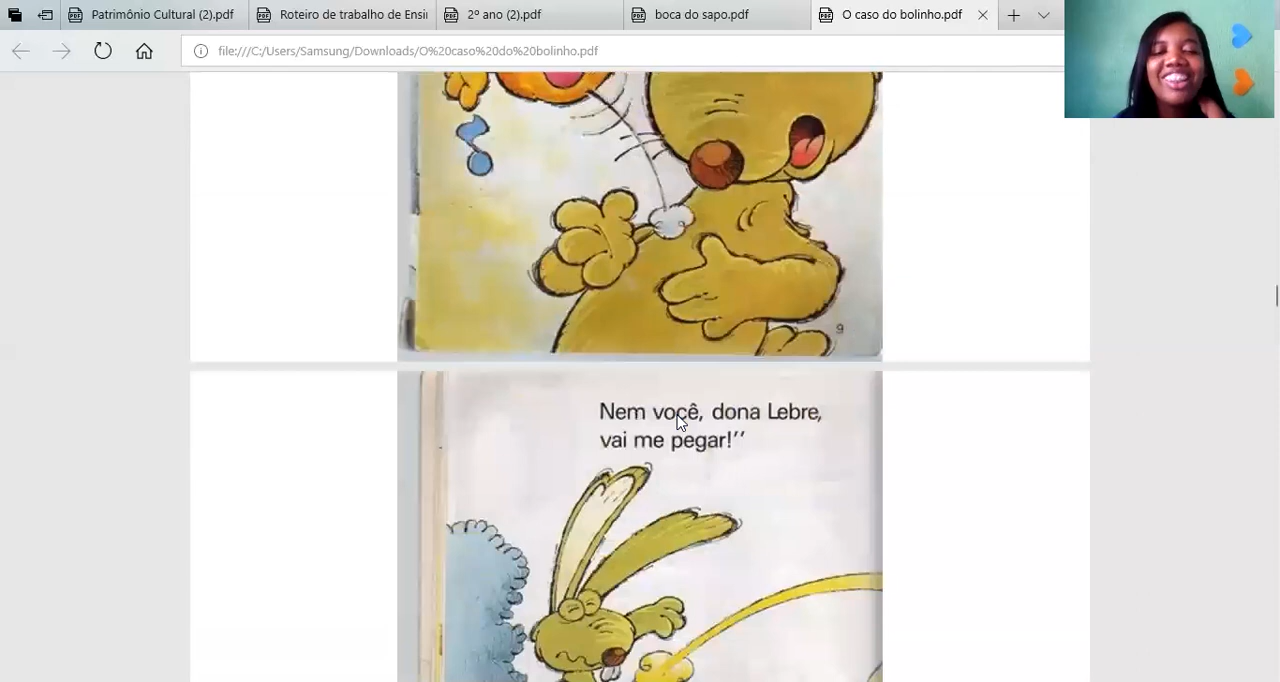 Patrimônio Cultural (2).pdf
Roteiro de trabalho de Ensi
2º ano (2).pdf
boca do sapo.pdf
O caso do bolinho.pdf
file:///C:/Users/Samsung/Downloads/O%20caso%20do%20bolinho.pdf
9
Nem você, dona Lebre,
vai me pegar!’’